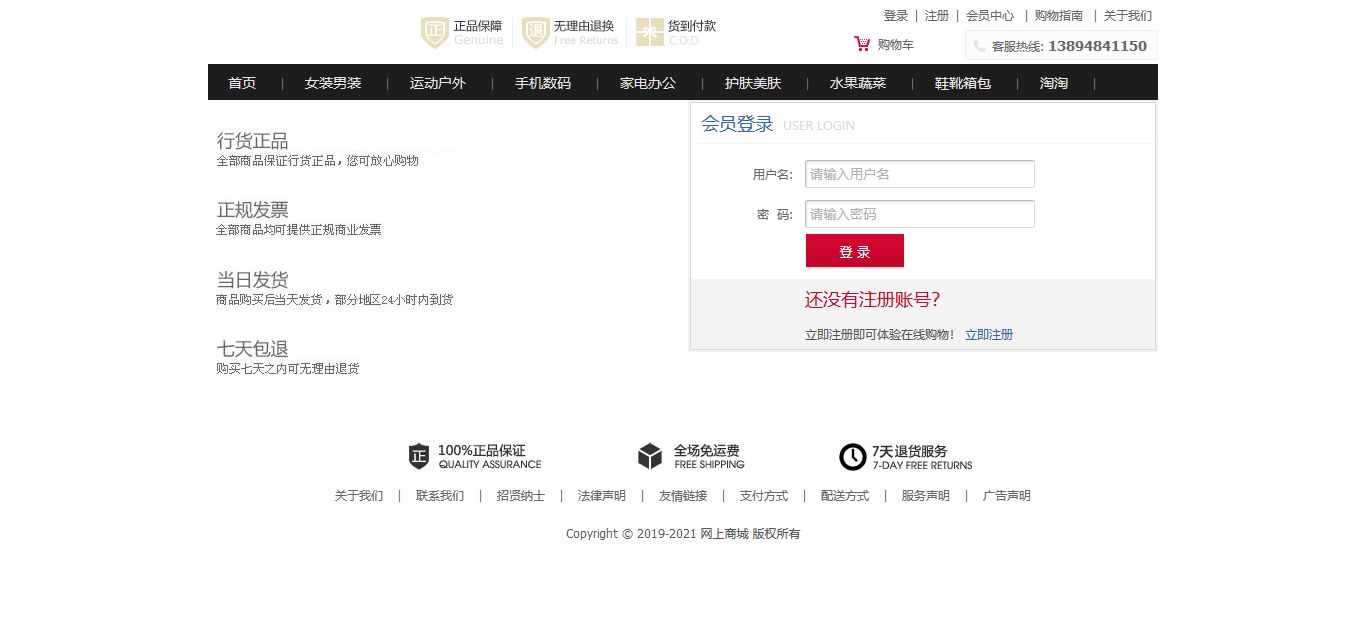 登录 | 注册 | 会员中心 | 购物指南 | 关于我们
正 正品保障
Genuine
退 无理由退换
Free Returns
货到付款
C.O.D
购物车
客服热线: 13894841150
首页 | 女装男装 | 运动户外 | 手机数码 | 家电办公 | 护肤美肤 | 水果蔬菜 | 鞋靴箱包 | 淘淘 |
行货正品
全部商品保证行货正品，您可放心购物
正规发票
全部商品均可提供正规商业发票
当日发货
商品购买后当天发货，部分地区24小时内到货
七天包退
购买七天之内可无理由退货
会员登录 USER LOGIN
用户名: 请输入用户名
密 码: 请输入密码
登 录
还没有注册账号?
立即注册即可体验在线购物! 立即注册
正 100%正品保证
QUALITY ASSURANCE
全场免运费
FREE SHIPPING
7天退货服务
7-DAY FREE RETURNS
关于我们 | 联系我们 | 招贤纳士 | 法律声明 | 友情链接 | 支付方式 | 配送方式 | 服务声明 | 广告声明
Copyright © 2019-2021 网上商城 版权所有